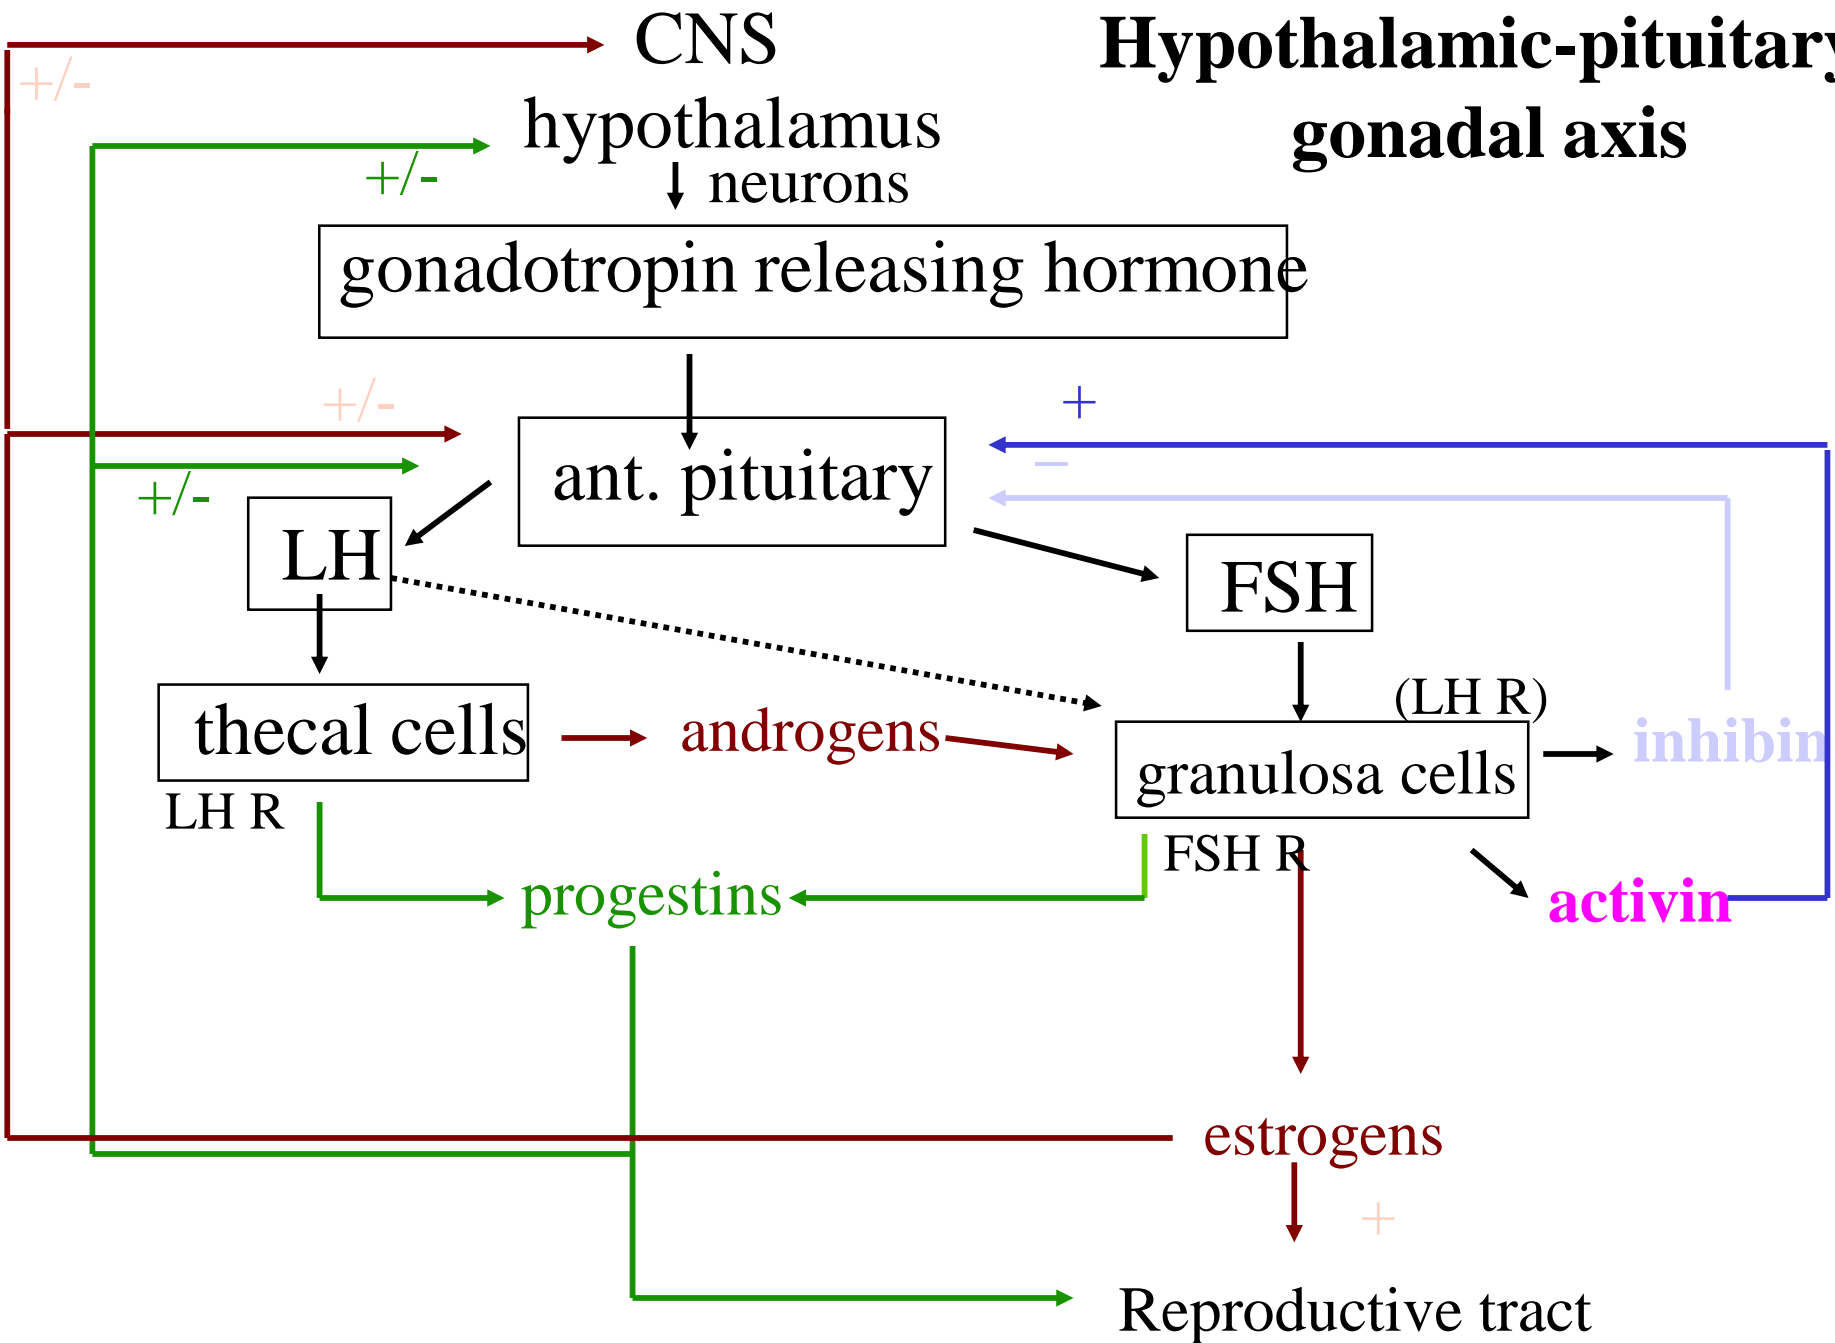 CNS
Hypothalamic-pituitary
gonadal axis
+/-
hypothalamus
+/-
neurons
gonadotropin releasing hormone
+/-
+
ant. pituitary
–
+/-
LH
FSH
(LH R)
thecal cells
androgens
granulosa cells
inhibin
LH R
FSH R
progestins
activin
estrogens
+
Reproductive tract